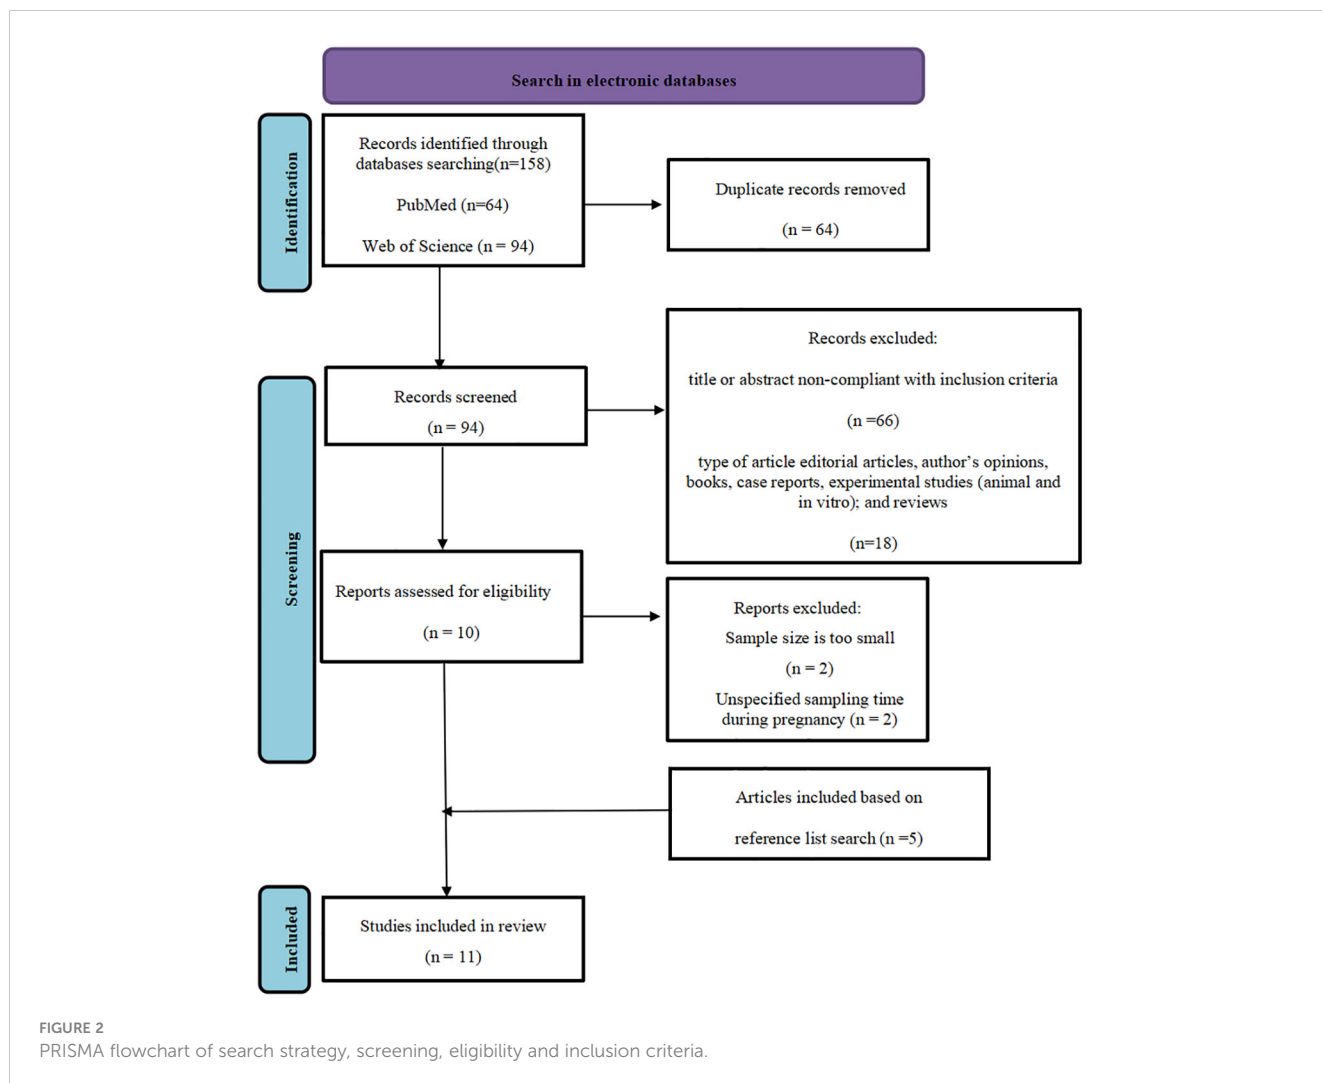 Search in electronic databases
Identification
Records identified through
databases searching(n=158)
PubMed (n=64)
Web of Science (n = 94)
Duplicate records removed
(n = 64)
Screening
Records screened
(n = 94)
Records excluded:
title or abstract non-compliant with inclusion criteria
(n =66)
type of article editorial articles, author's opinions,
books, case reports, experimental studies (animal and
in vitro); and reviews
(n=18)
Reports assessed for eligibility
(n = 10)
Reports excluded:
Sample size is too small
(n = 2)
Unspecified sampling time
during pregnancy (n = 2)
Articles included based on
reference list search (n =5)
Included
Studies included in review
(n = 11)
FIGURE 2
PRISMA flowchart of search strategy, screening, eligibility and inclusion criteria.